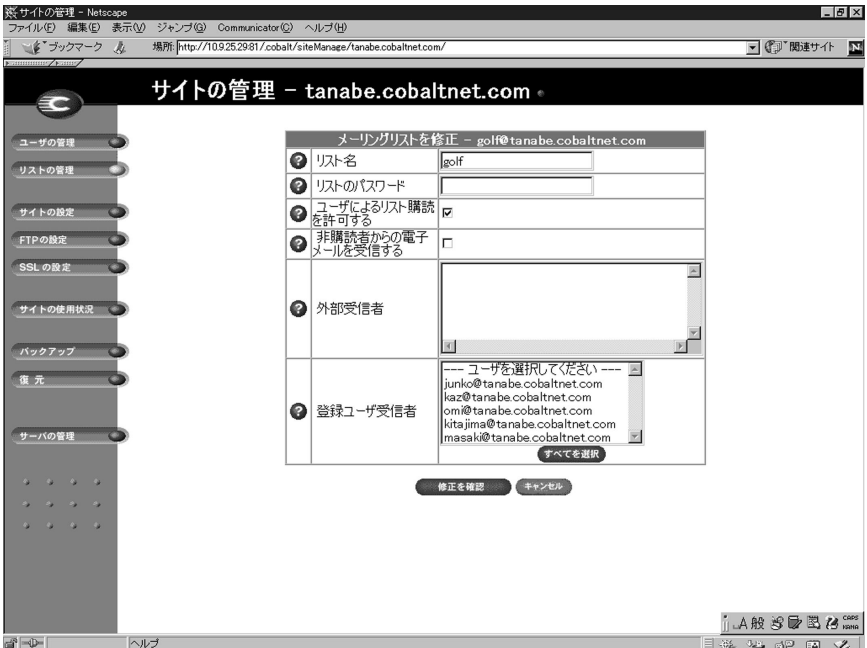 サイトの管理 - Netscape
ファイル(F) 編集(E) 表示(V) ジャンプ(G) Communicator(C) ヘルプ(H)
ブックマーク 場所: http://10.9.25.29:81/.cobalt/siteManage/tanabe.cobaltnet.com/ 関連サイト N
サイトの管理 - tanabe.cobaltnet.com
ユーザの管理
リストの管理
サイトの設定
FTPの設定
SSLの設定
サイトの使用状況
バックアップ
復元
サーバの管理
メーリングリストを修正 - golf@tanabe.cobaltnet.com
? リスト名 golf
? リストのパスワード
? ユーザによるリスト購読
を許可する
? 非購読者からの電子
メールを受信する
? 外部受信者
? 登録ユーザ受信者
--- ユーザを選択してください ---
junko@tanabe.cobaltnet.com
kaz@tanabe.cobaltnet.com
omi@tanabe.cobaltnet.com
kitajima@tanabe.cobaltnet.com
masaki@tanabe.cobaltnet.com
すべてを選択
修正を確認 キャンセル
A般 CAPS
KANA
ヘルプ